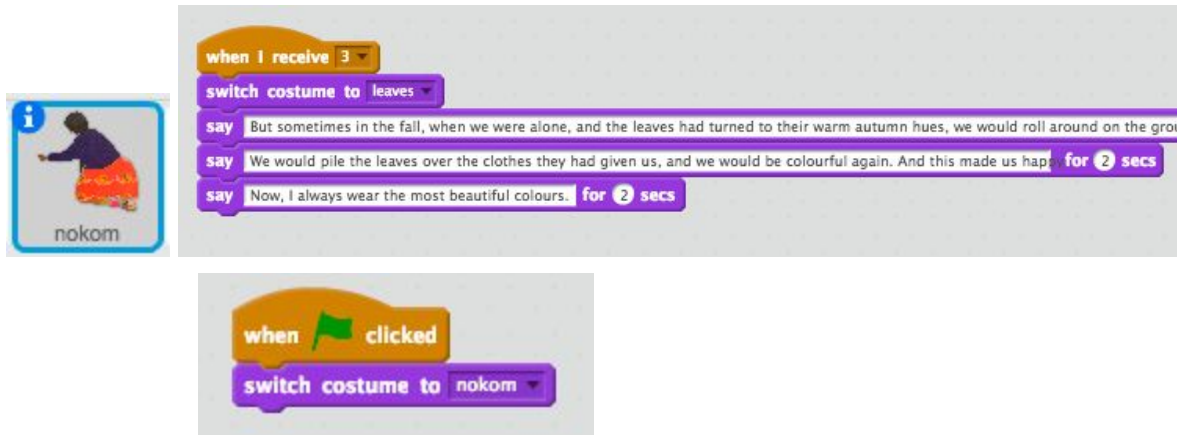 when I receive 3
switch costume to leaves
say But sometimes in the fall, when we were alone, and the leaves had turned to their warm autumn hues, we would roll around on the
say We would pile the leaves over the clothes they had given us, and we would be colourful again. And this made us for 2 secs
say Now, I always wear the most beautiful colours. for 2 secs
i
nokom
when clicked
switch costume to nokom